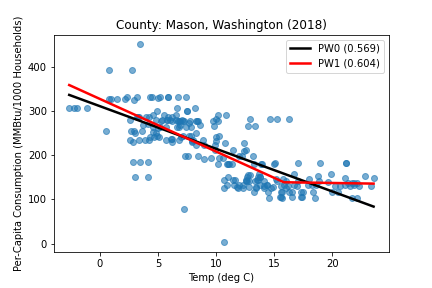 County: Mason, Washington (2018)
Per-Capita Consumption (MMBtu/1000 Households)
400
300
200
100
0
PW0 (0.569)
PW1 (0.604)
0 5 10 15 20
Temp (deg C)